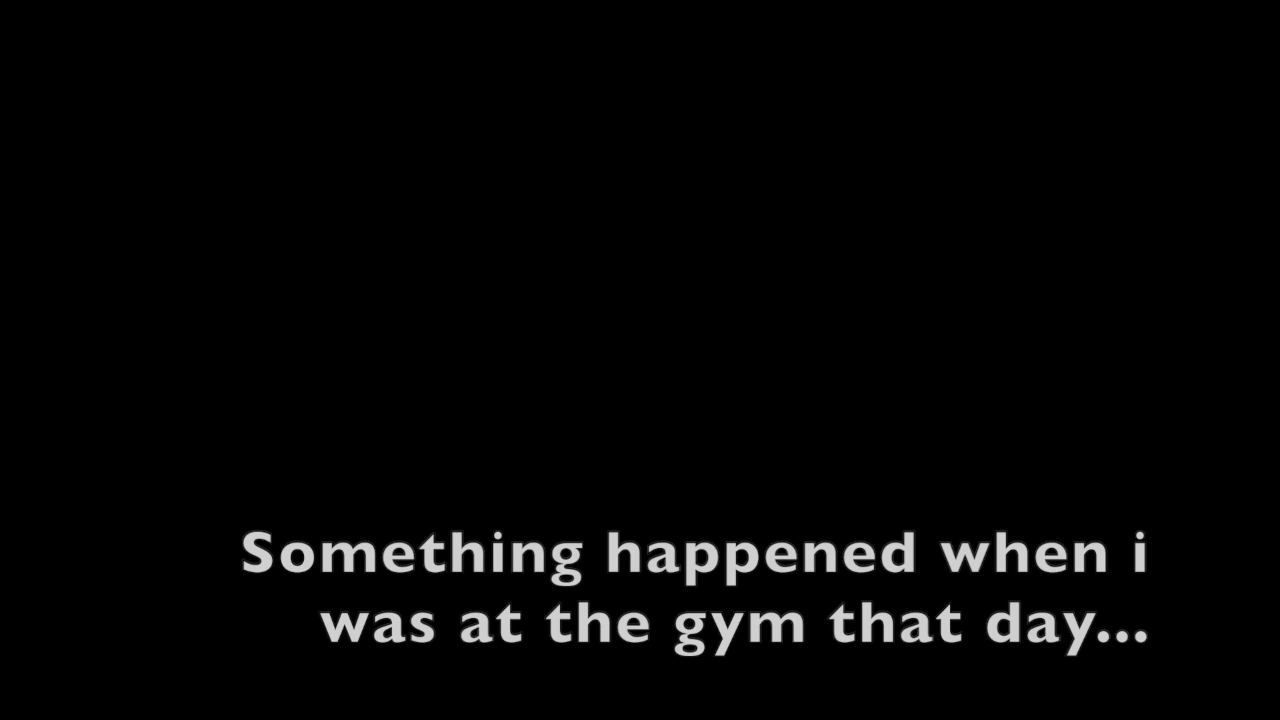 Something happened when i
was at the gym that day...